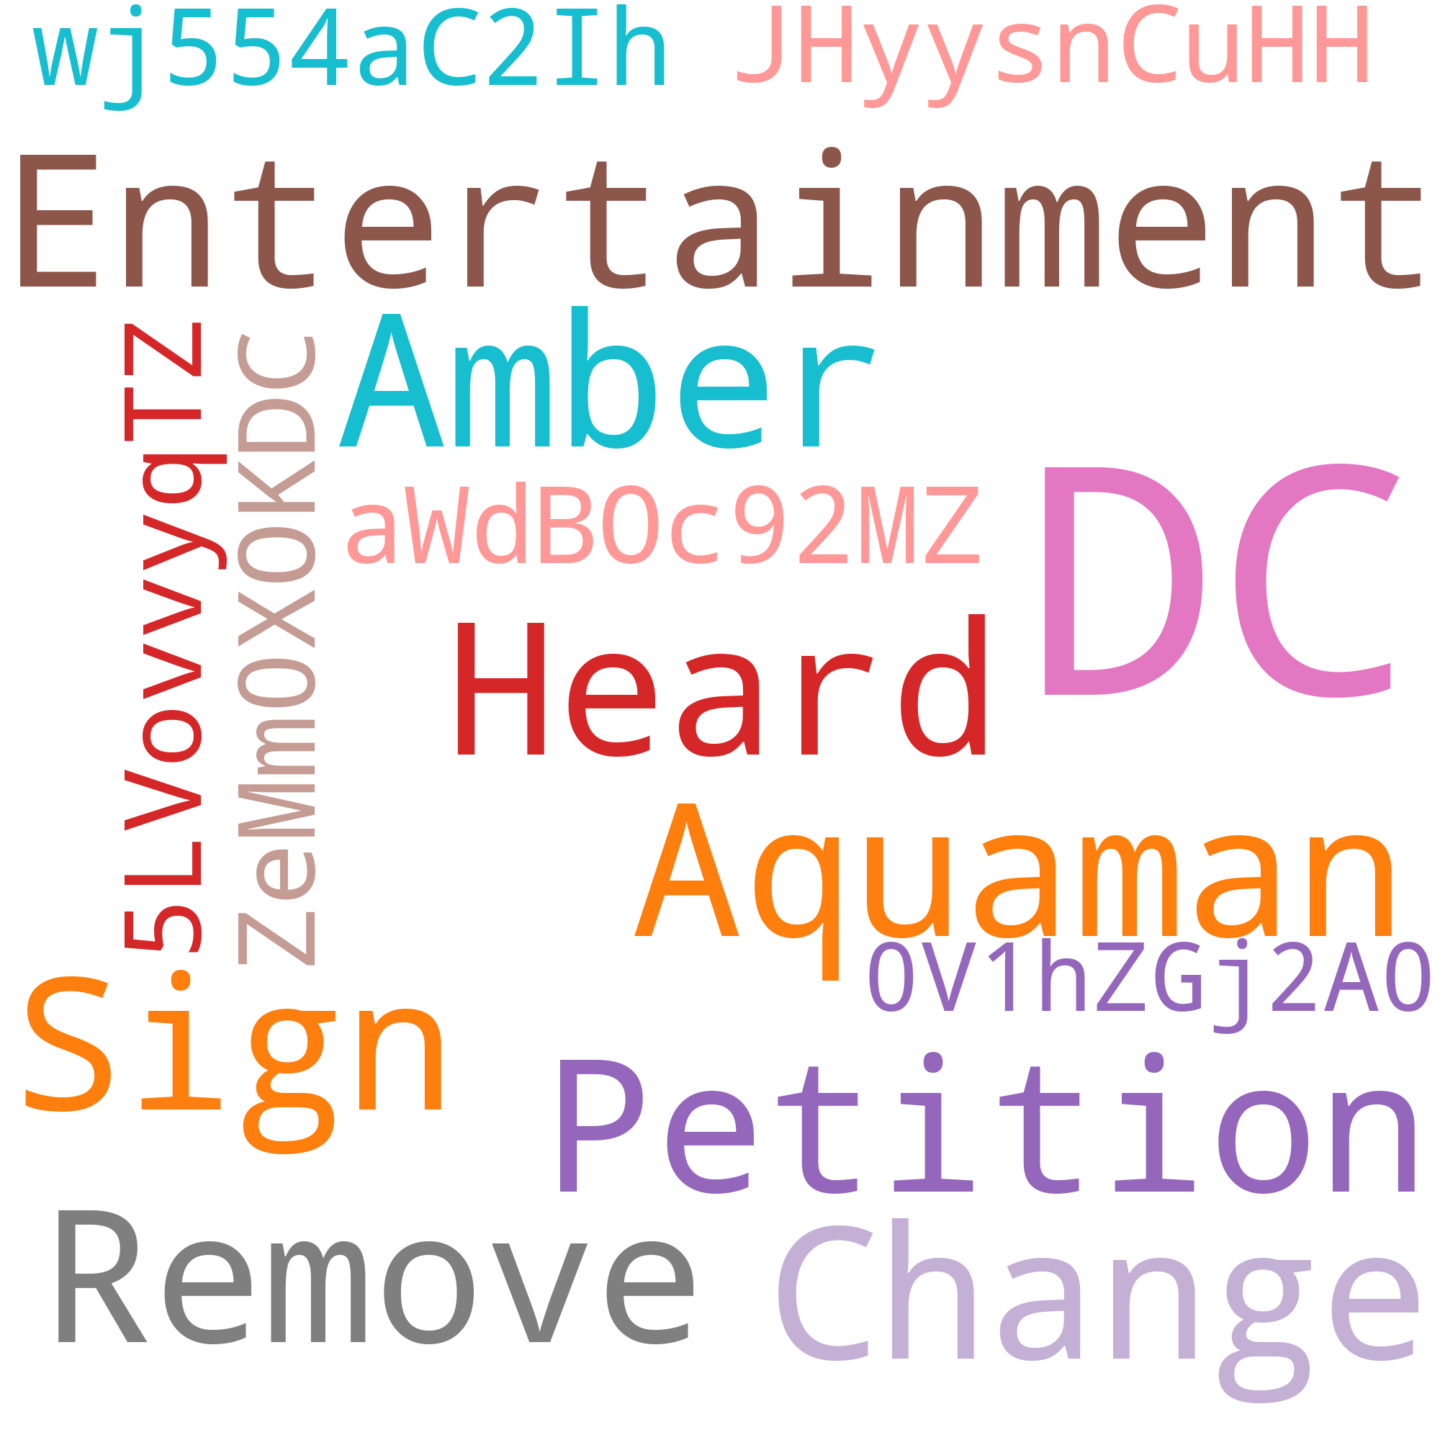 wj554aC2Ih JHyysnCuHH
Entertainment
5LVovvyqTZ
ZeMm0X0KDC
Amber
aWdBOc92MZ
DC
Heard
Aquaman
0V1hZGj2A0
Sign
Petition
Remove
Change